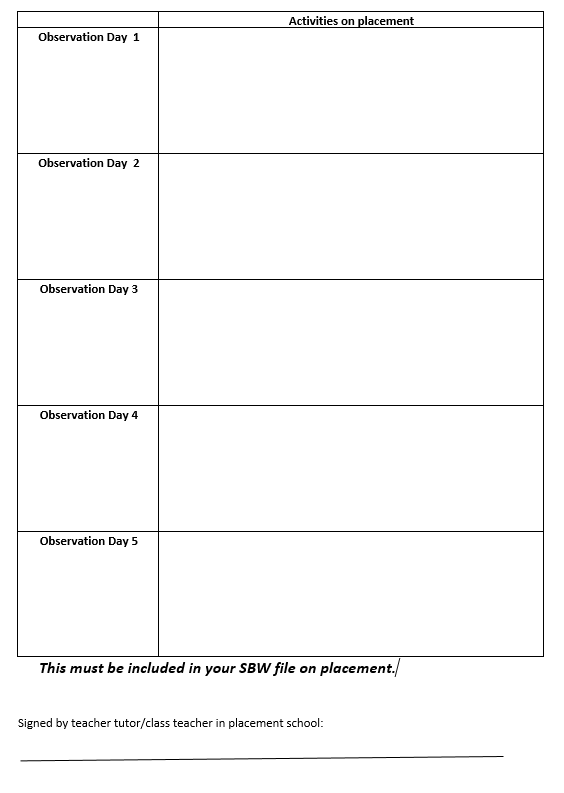 Activities on placement
Observation Day  1
Observation Day  2
Observation Day 3
Observation Day 4
Observation Day 5
This must be included in your SBW file on placement.
Signed by teacher tutor/class teacher in placement school: